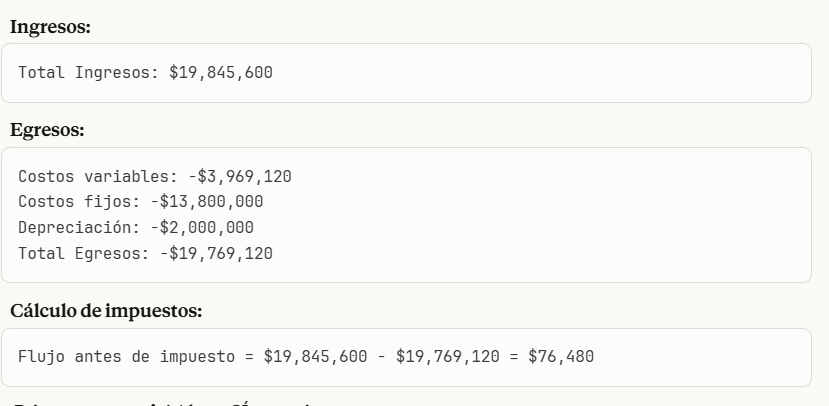 Ingresos:
Total Ingresos: $19,845,600
Egresos:
Costos variables: -$3,969,120
Costos fijos: -$13,800,000
Depreciación: -$2,000,000
Total Egresos: -$19,769,120
Cálculo de impuestos:
Flujo antes de impuesto = $19,845,600 - $19,769,120 = $76,480